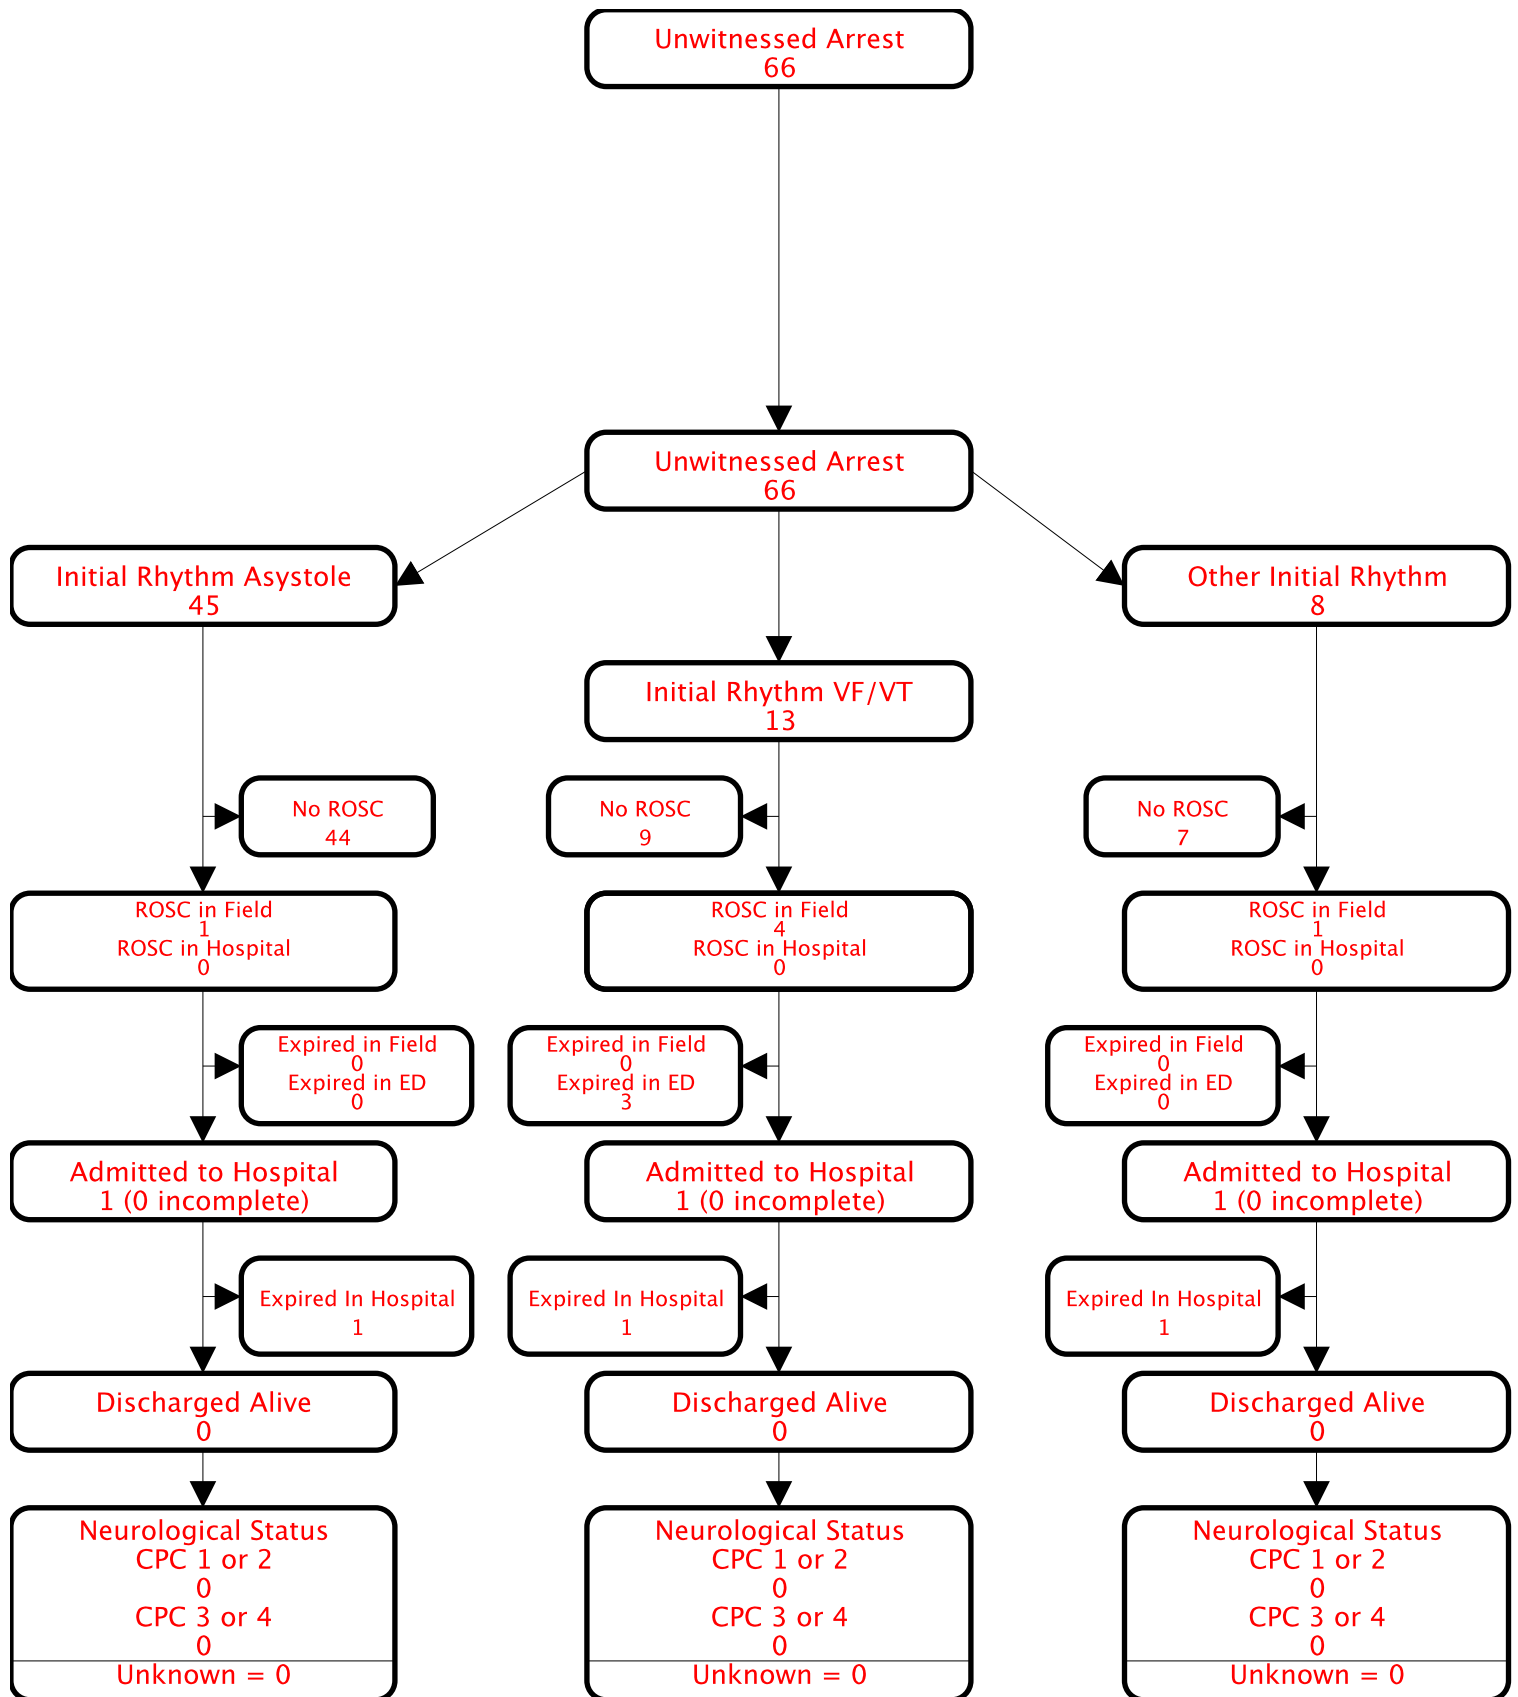 Unwitnessed Arrest
66
Unwitnessed Arrest
66
Initial Rhythm Asystole
45
Other Initial Rhythm
8
Initial Rhythm VF/VT
13
No ROSC
44
No ROSC
9
No ROSC
7
ROSC in Field
1
ROSC in Hospital
0
ROSC in Field
4
ROSC in Hospital
0
ROSC in Field
1
ROSC in Hospital
0
Expired in Field
0
Expired in ED
0
Expired in Field
0
Expired in ED
3
Expired in Field
0
Expired in ED
0
Admitted to Hospital
1 (0 incomplete)
Admitted to Hospital
1 (0 incomplete)
Admitted to Hospital
1 (0 incomplete)
Expired In Hospital
1
Expired In Hospital
1
Expired In Hospital
1
Discharged Alive
0
Discharged Alive
0
Discharged Alive
0
Neurological Status
CPC 1 or 2
0
CPC 3 or 4
0
Unknown = 0
Neurological Status
CPC 1 or 2
0
CPC 3 or 4
0
Unknown = 0
Neurological Status
CPC 1 or 2
0
CPC 3 or 4
0
Unknown = 0